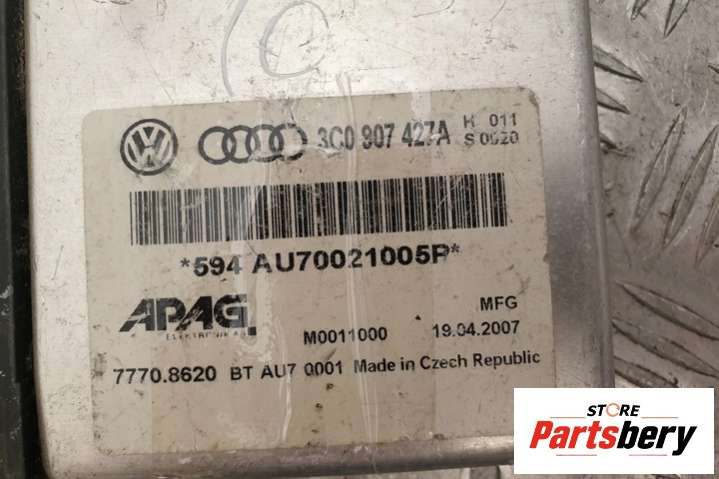 3C0 907 427A H 011
S 0020
*594 AU70021005P*
APAG
ELEKTRONIK
M0011000
MFG
19.04.2007
7770.8620 BT AU7 0001 Made in Czech Republic
STORE
Partsbery